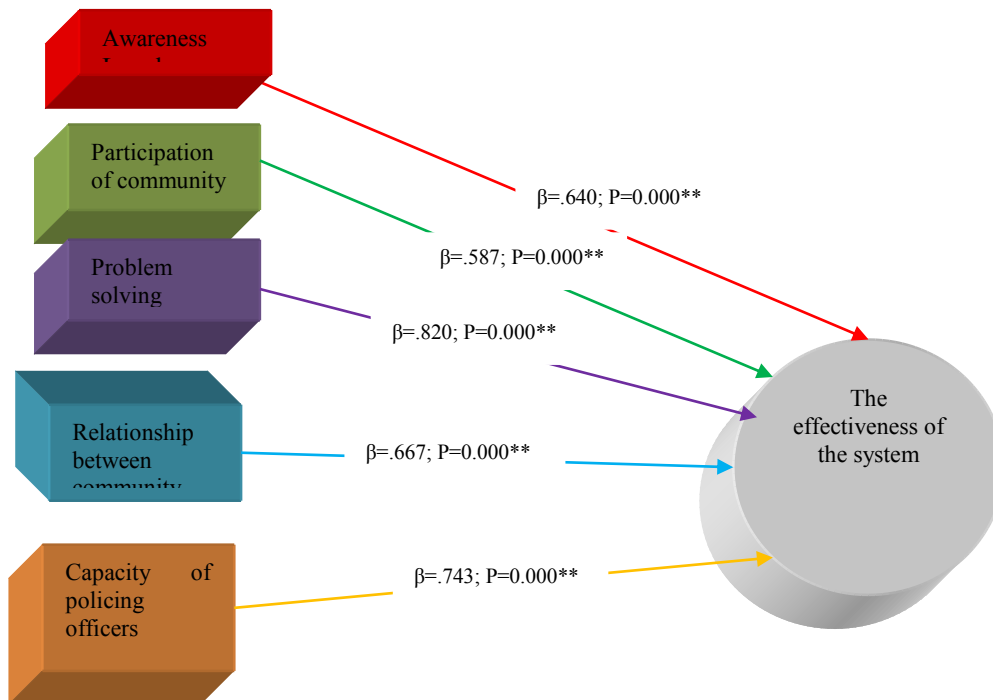 Awareness
Participation
of community
β=.640; P=0.000**
β=.587; P=0.000**
Problem
solving
β=.820; P=0.000**
The
effectiveness of
the system
Relationship
between
community
β=.667; P=0.000**
Capacity of
policing
officers
β=.743; P=0.000**